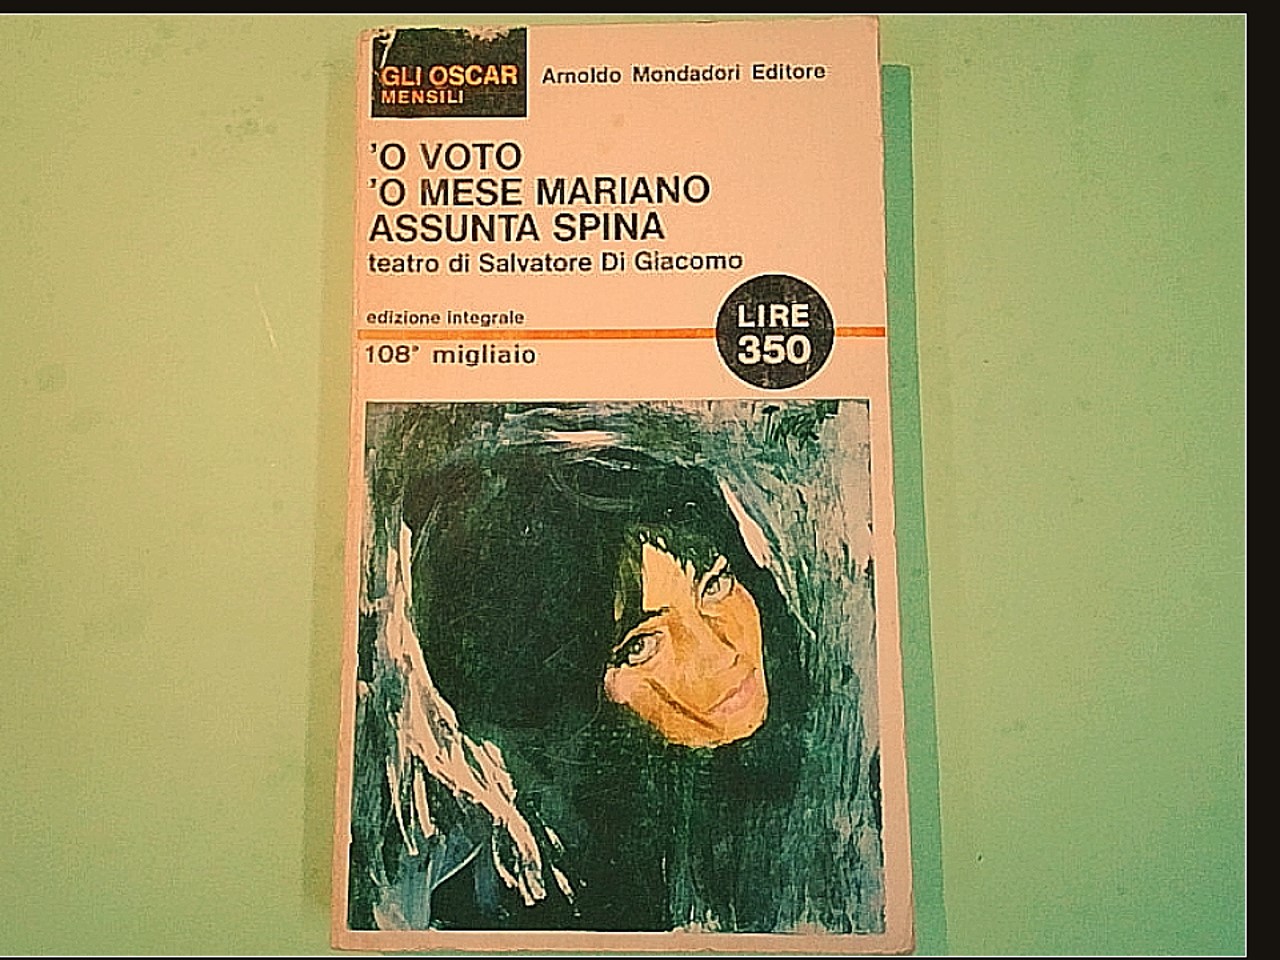 GLI OSCAR
MENSILI
Arnoldo Mondadori Editore
'O VOTO
'O MESE MARIANO
ASSUNTA SPINA
teatro di Salvatore Di Giacomo
edizione integrale
LIRE
350
108° migliaio